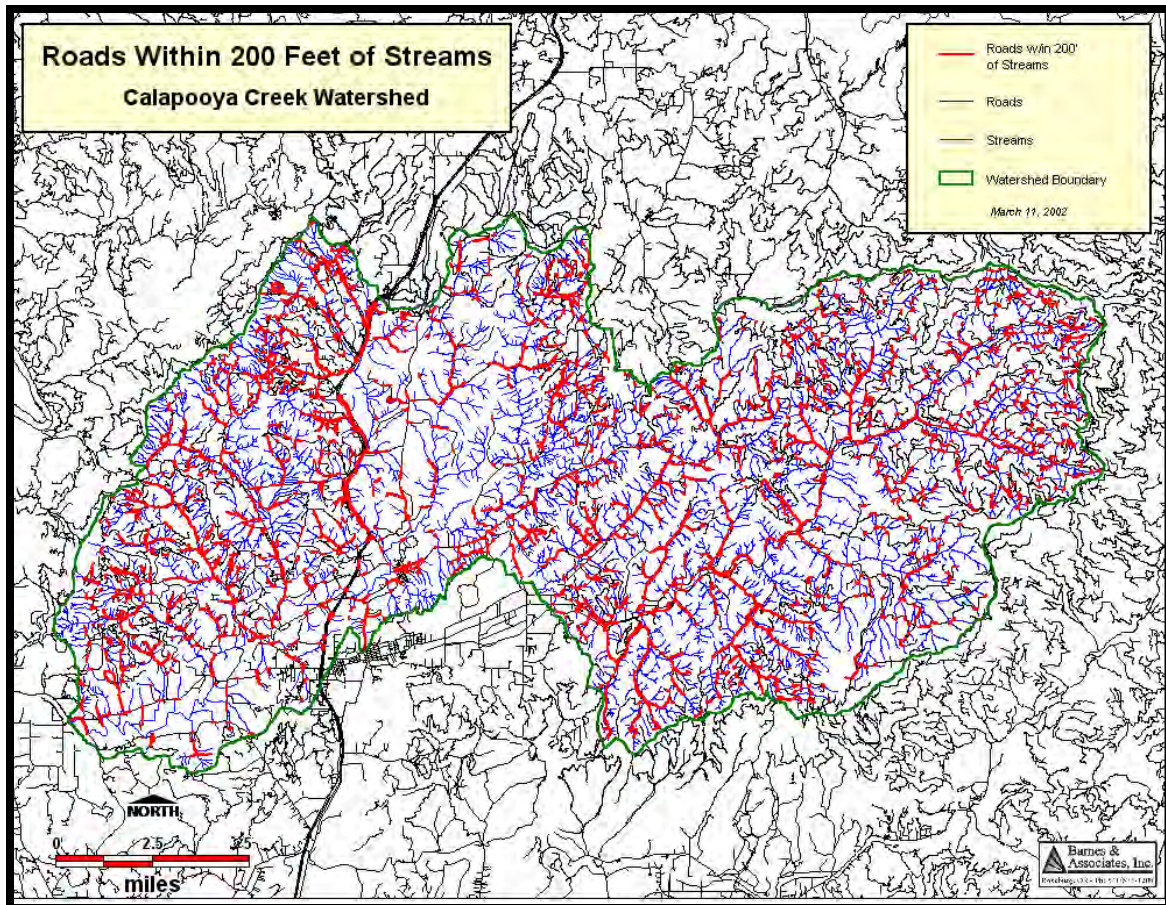 Roads Within 200 Feet of Streams
Calapooya Creek Watershed
Roads w/in 200'
of Streams
Roads
Streams
Watershed Boundary
March 11, 2002
NORTH
0 2.5
miles
Barnes &
Associates, Inc.